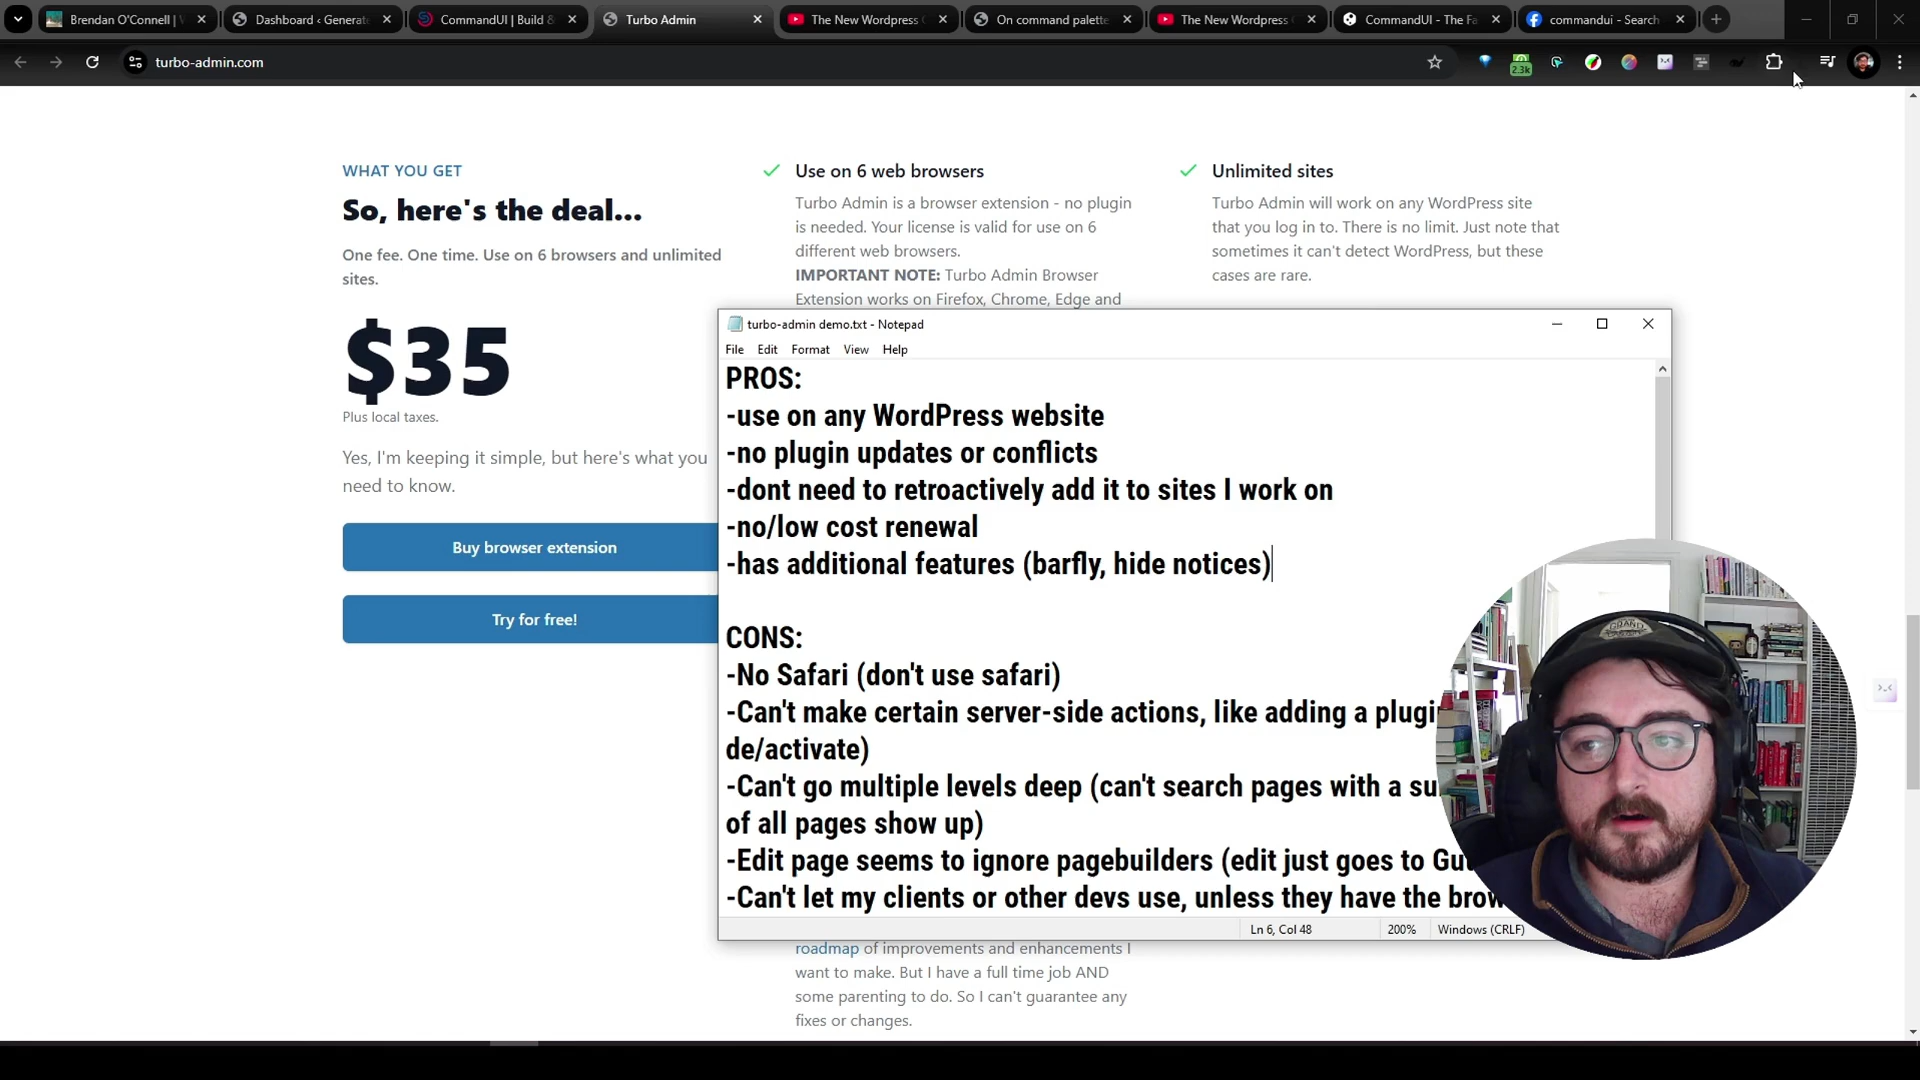 Brendan O'Connell |
Dashboard ‹ Generate
CommandUI | Build &
Turbo Admin
The New Wordpress
On command palette
The New Wordpress
CommandUI - The Fa
commandui - Search
turbo-admin.com
2.3k
WHAT YOU GET
So, here's the deal...
One fee. One time. Use on 6 browsers and unlimited
sites.
$35
Plus local taxes.
Yes, I'm keeping it simple, but here's what you
need to know.
Buy browser extension
Try for free!
Use on 6 web browsers
Turbo Admin is a browser extension - no plugin
is needed. Your license is valid for use on 6
different web browsers.
IMPORTANT NOTE: Turbo Admin Browser
Extension works on Firefox, Chrome, Edge and
Unlimited sites
Turbo Admin will work on any WordPress site
that you log in to. There is no limit. Just note that
sometimes it can't detect WordPress, but these
cases are rare.
turbo-admin demo.txt - Notepad
File Edit Format View Help
PROS:
-use on any WordPress website
-no plugin updates or conflicts
-dont need to retroactively add it to sites I work on
-no/low cost renewal
-has additional features (barfly, hide notices)
CONS:
-No Safari (don't use safari)
-Can't make certain server-side actions, like adding a plugin
de/activate)
-Can't go multiple levels deep (can't search pages with a su
of all pages show up)
-Edit page seems to ignore pagebuilders (edit just goes to Gu
-Can't let my clients or other devs use, unless they have the brow
Ln 6, Col 48
200%
Windows (CRLF)
roadmap of improvements and enhancements I
want to make. But I have a full time job AND
some parenting to do. So I can't guarantee any
fixes or changes.